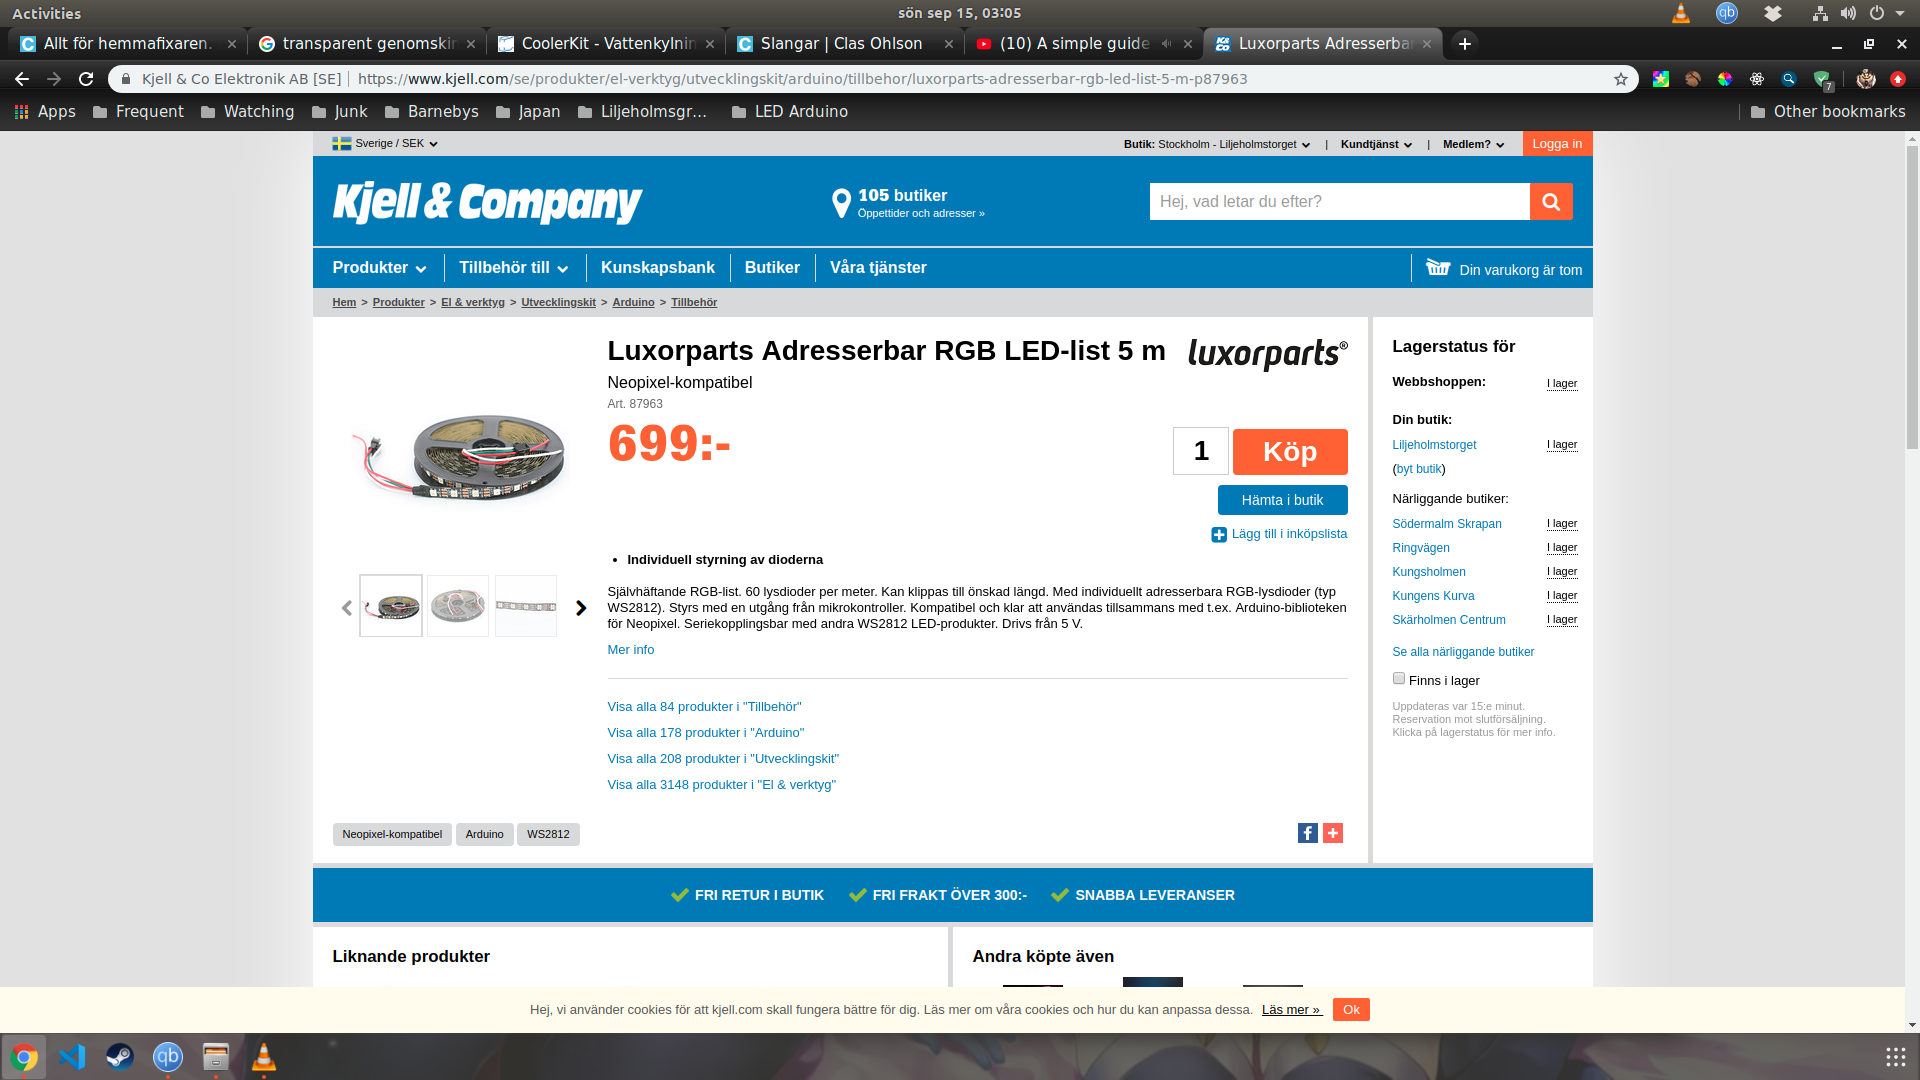 Activities
sön sep 15, 03:05
Allt för hemmafixaren.
transparent genomskin
CoolerKit - Vattenkylnin
Slangar | Clas Ohlson
(10) A simple guide
Luxorparts Adresserbar
Kjell & Co Elektronik AB [SE]
https://www.kjell.com/se/produkter/el-verktyg/utvecklingskit/arduino/tillbehor/luxorparts-adresserbar-rgb-led-list-5-m-p87963
7
Apps
Frequent
Watching
Junk
Barnebys
Japan
Liljeholmsgr...
LED Arduino
Other bookmarks
Sverige / SEK
Butik: Stockholm - Liljeholmstorget
|
Kundtjänst
|
Medlem?
Logga in
Kjell & Company
105 butiker
Öppettider och adresser »
Hej, vad letar du efter?
Produkter
Tillbehör till
Kunskapsbank
Butiker
Våra tjänster
Din varukorg är tom
Hem > Produkter > El & verktyg > Utvecklingskit > Arduino > Tillbehör
Luxorparts Adresserbar RGB LED-list 5 m
luxorparts®
Neopixel-kompatibel
Art. 87963
699:-
1
Köp
Hämta i butik
Lägg till i inköpslista
• Individuell styrning av dioderna
Självhäftande RGB-list. 60 lysdioder per meter. Kan klippas till önskad längd. Med individuellt adresserbara RGB-lysdioder (typ
WS2812). Styrs med en utgång från mikrokontroller. Kompatibel och klar att användas tillsammans med t.ex. Arduino-biblioteken
för Neopixel. Seriekopplingsbar med andra WS2812 LED-produkter. Drivs från 5 V.
Mer info
Visa alla 84 produkter i "Tillbehör"
Visa alla 178 produkter i "Arduino"
Visa alla 208 produkter i "Utvecklingskit"
Visa alla 3148 produkter i "El & verktyg"
Neopixel-kompatibel
Arduino
WS2812
Lagerstatus för
Webbshoppen: I lager
Din butik:
Liljeholmstorget I lager
(byt butik)
Närliggande butiker:
Södermalm Skrapan I lager
Ringvägen I lager
Kungsholmen I lager
Kungens Kurva I lager
Skärholmen Centrum I lager
Se alla närliggande butiker
Finns i lager
Uppdateras var 15:e minut.
Reservation mot slutförsäljning.
Klicka på lagerstatus för mer info.
FRI RETUR I BUTIK
FRI FRAKT ÖVER 300:-
SNABBA LEVERANSER
Liknande produkter
Andra köpte även
Hej, vi använder cookies för att kjell.com skall fungera bättre för dig. Läs mer om våra cookies och hur du kan anpassa dessa. Läs mer » Ok